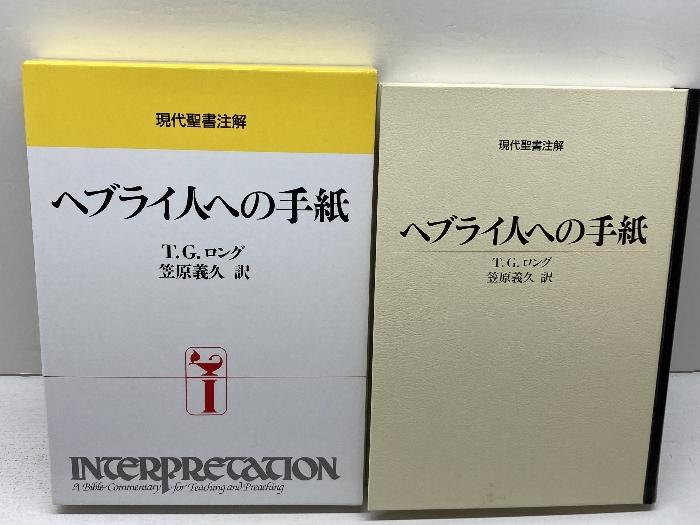 現代聖書注解
ヘブライ人への手紙
T.G.ロング
笠原義久 訳
I
INTERPRETATION
A Bible Commentary for Teaching and Preaching
現代聖書注解
ヘブライ人への手紙
T.G.ロング
笠原義久 訳